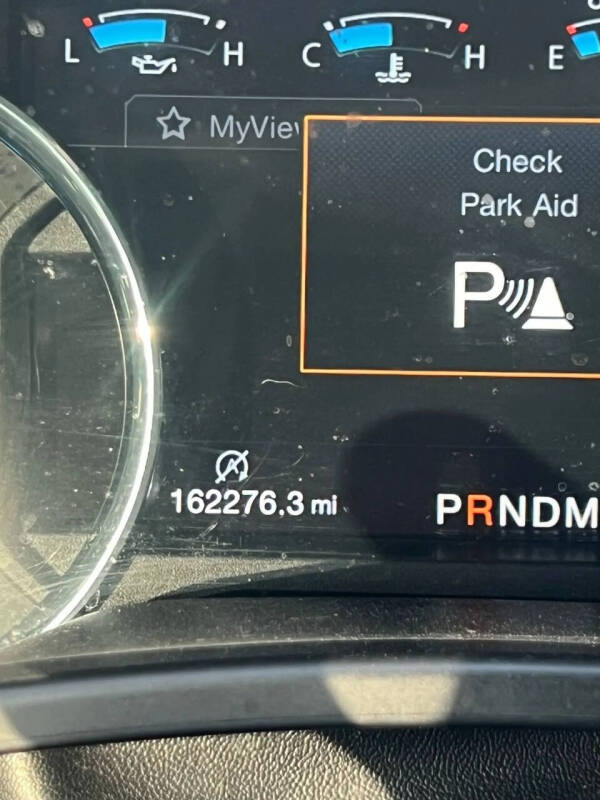 L H C H E
MyView
Check
Park Aid
P
A
162276.3 mi
PRNDM